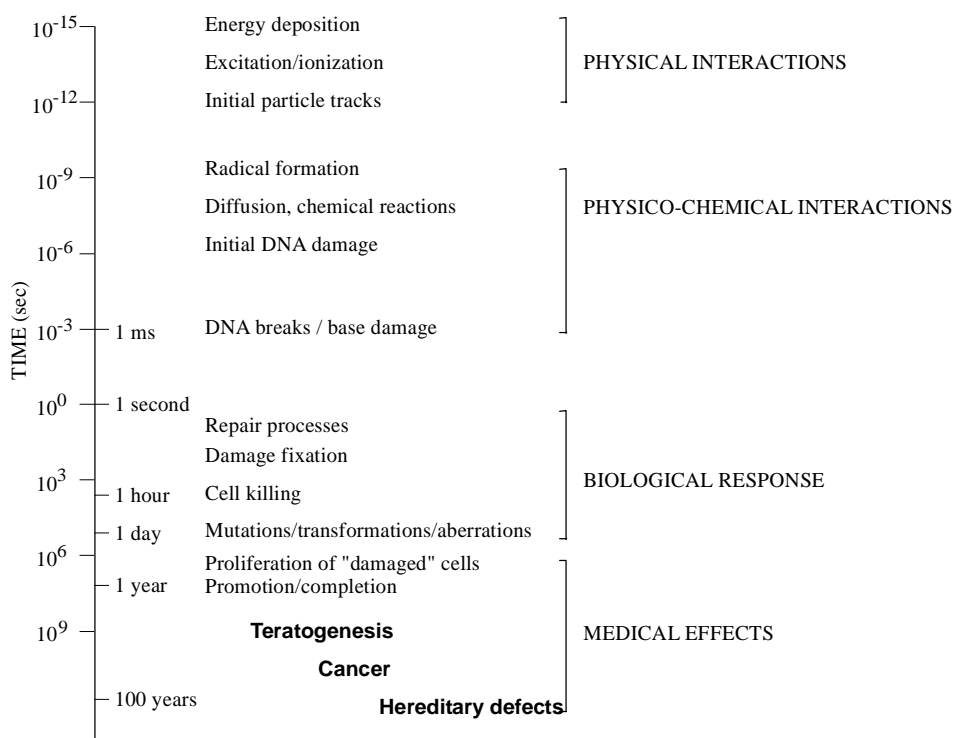 10-15 Energy deposition
Excitation/ionization PHYSICAL INTERACTIONS
10-12 Initial particle tracks
10-9 Radical formation
Diffusion, chemical reactions PHYSICO-CHEMICAL INTERACTIONS
10-6 Initial DNA damage
TIME (sec)
10-3 1 ms DNA breaks / base damage
100 1 second
Repair processes
Damage fixation
103 BIOLOGICAL RESPONSE
1 hour Cell killing
1 day Mutations/transformations/aberrations
106 Proliferation of "damaged" cells
1 year Promotion/completion
109 Teratogenesis MEDICAL EFFECTS
Cancer
100 years Hereditary defects